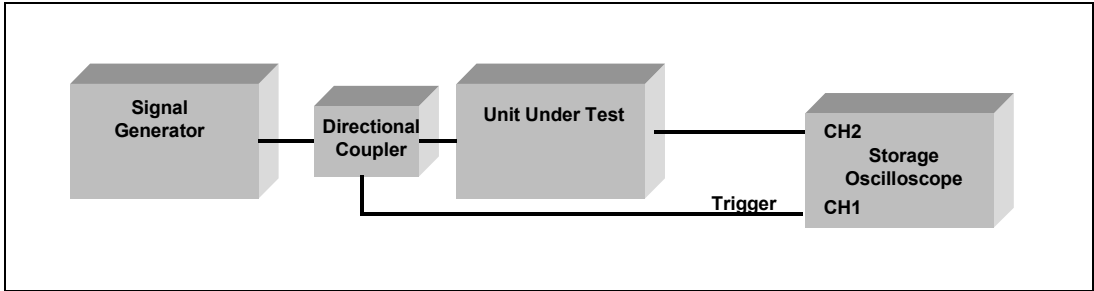 Signal
Generator
Directional
Coupler
Unit Under Test
CH2
Storage
Oscilloscope
Trigger
CH1